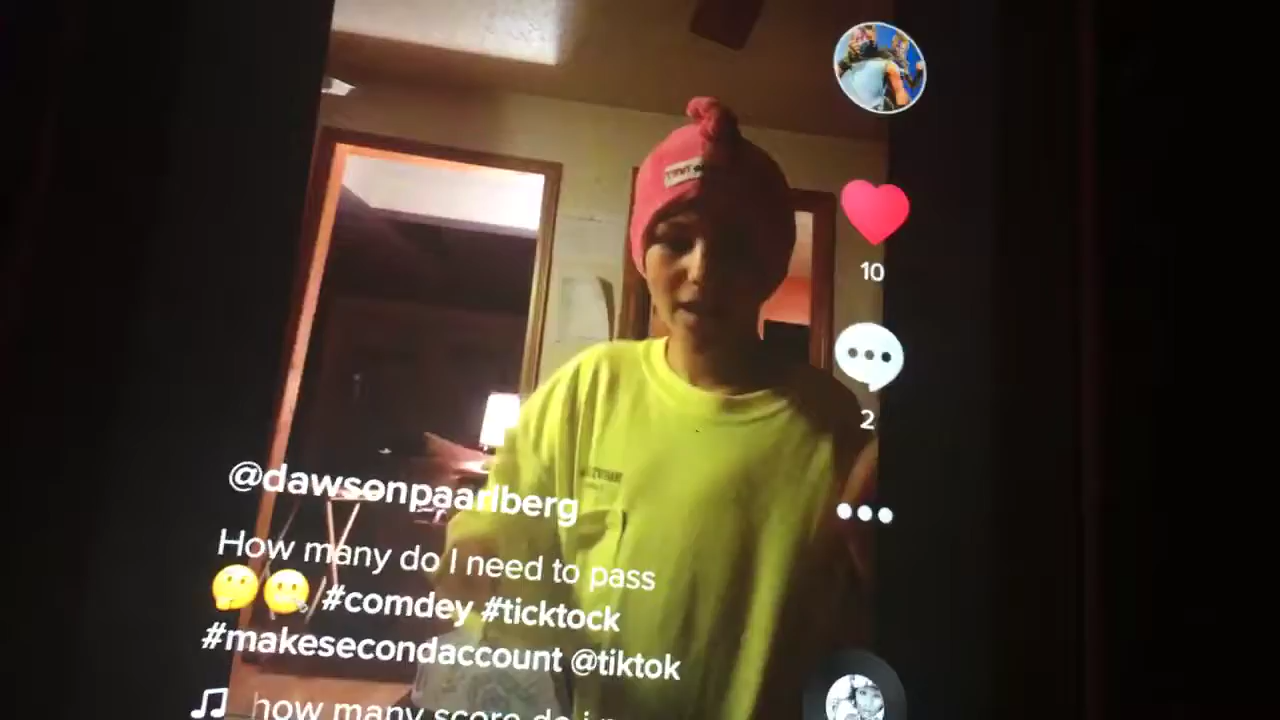 10
2
@dawsonpaarlberg
How many do I need to pass
🤔🤐 #comdey #ticktock
#makesecondaccount @tiktok
how many score do i